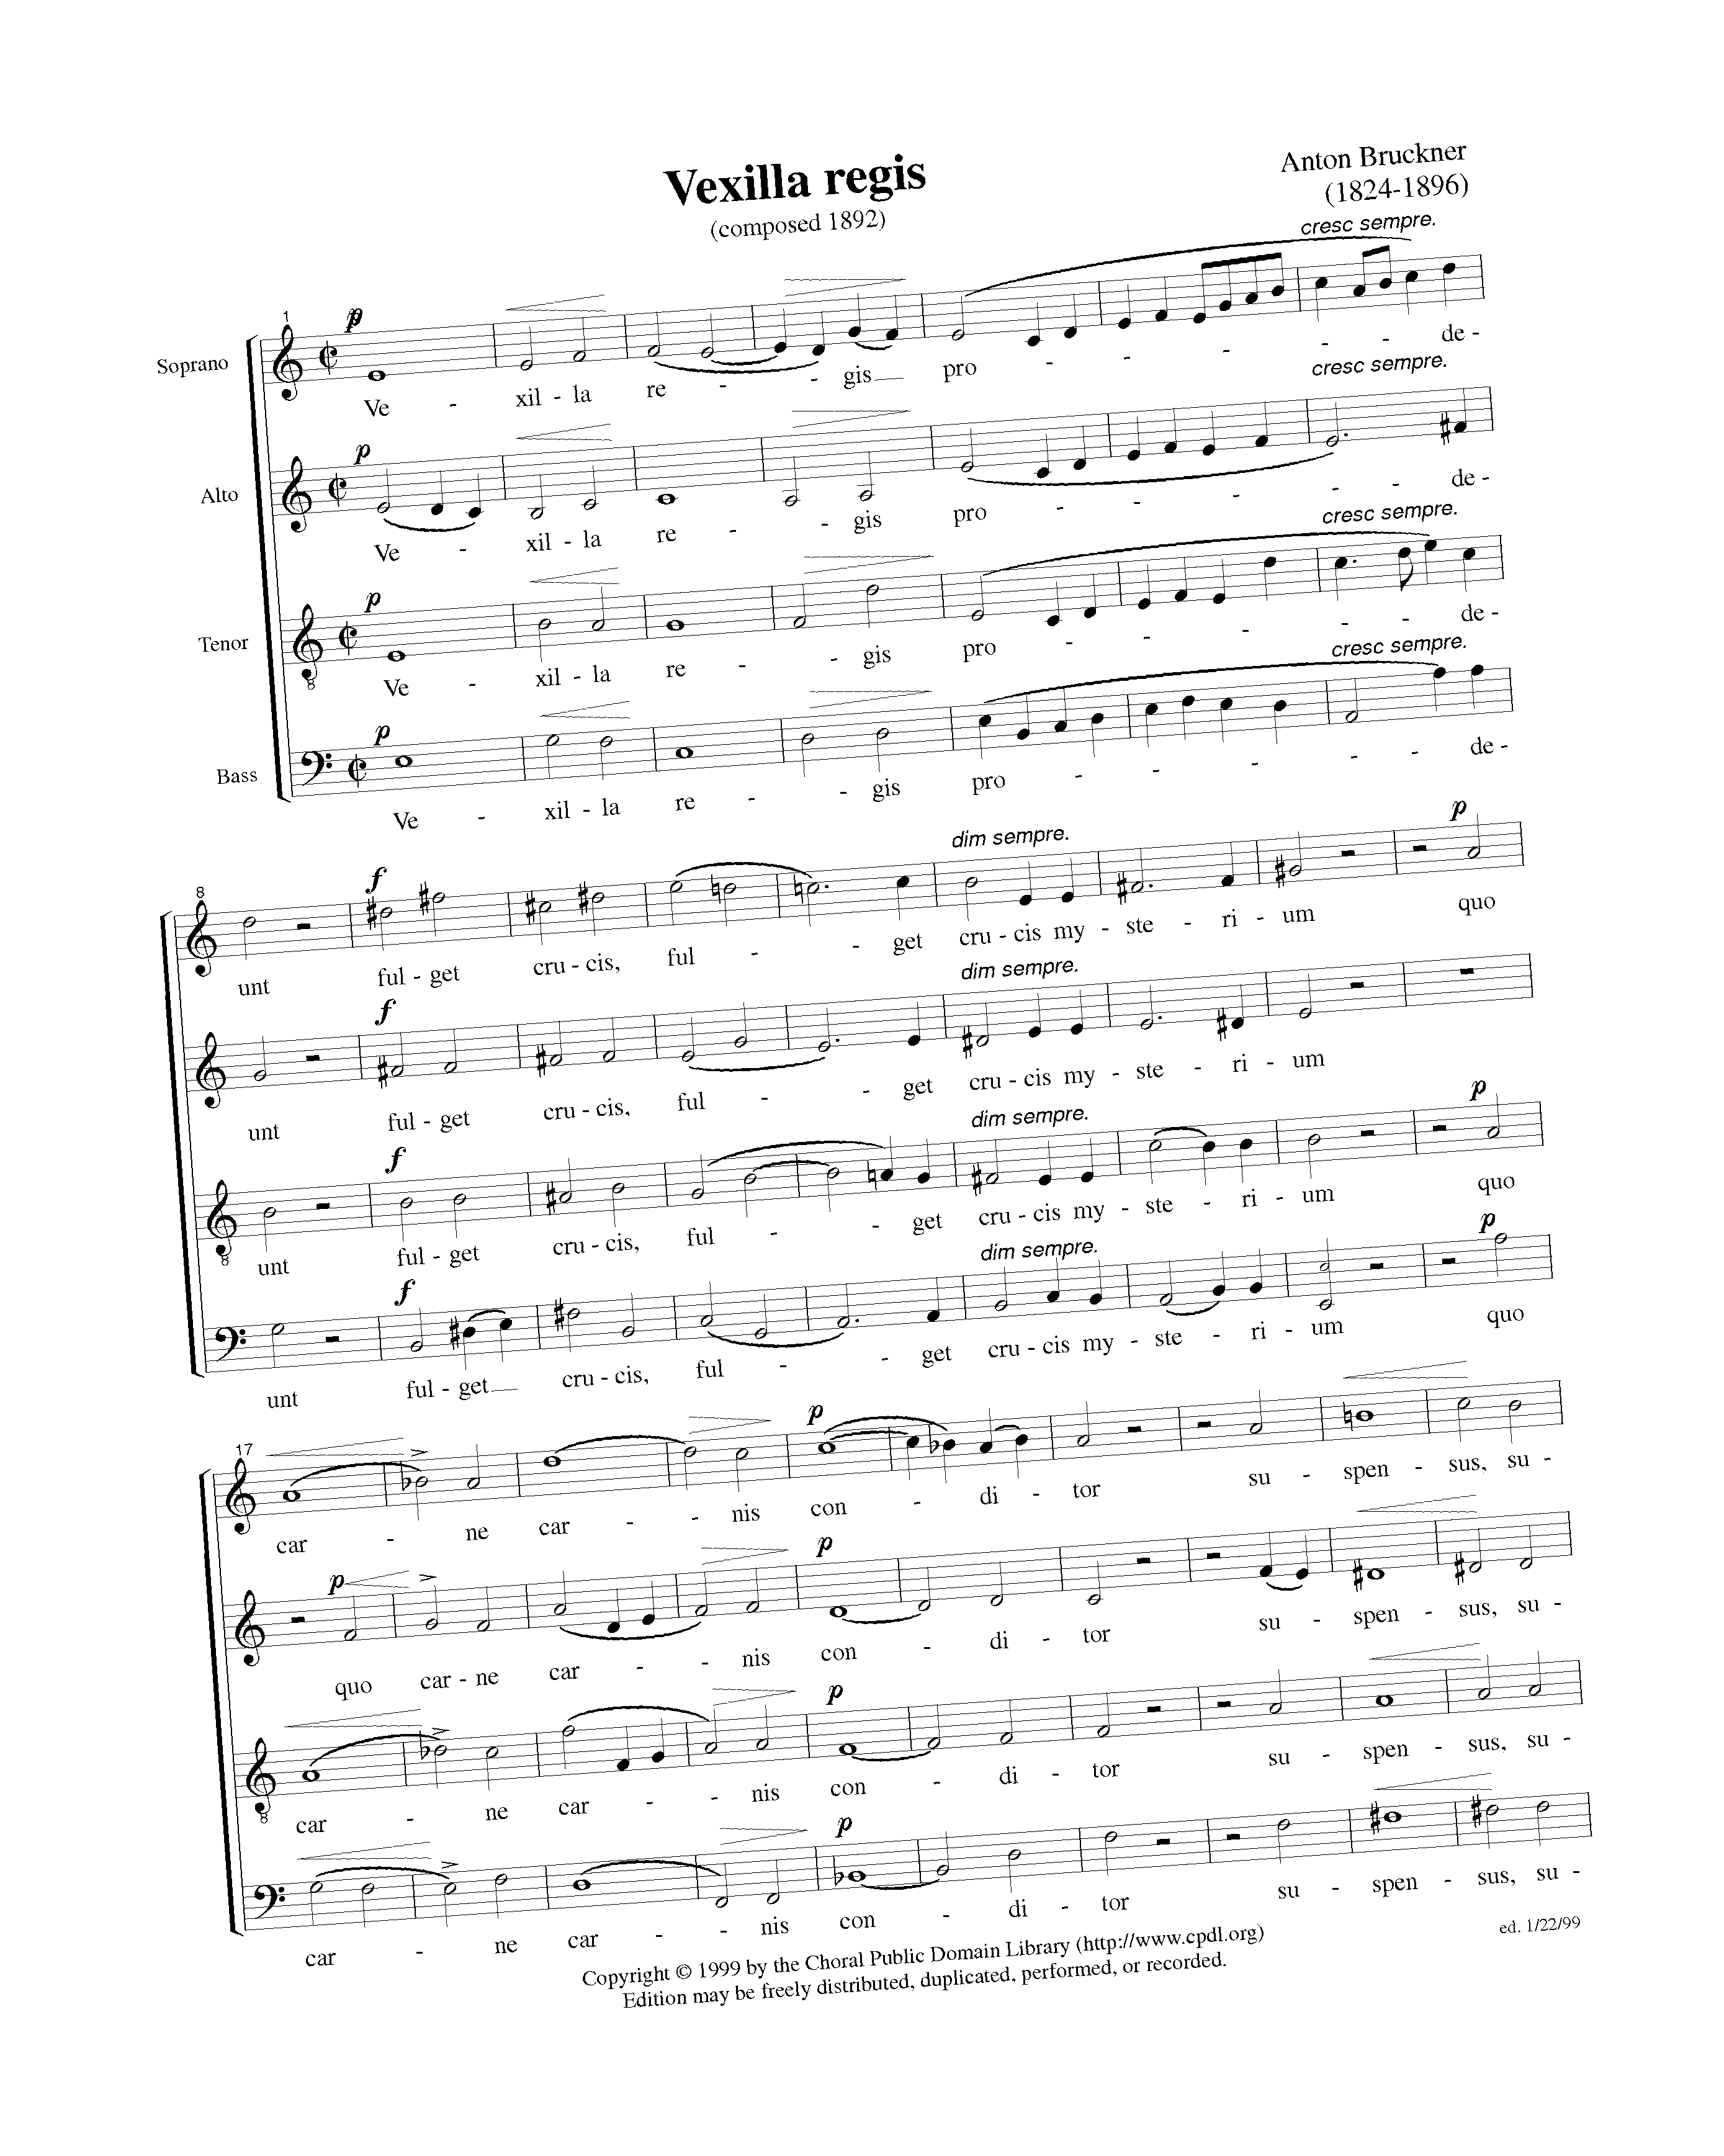 Vexilla regis
(composed 1892)
Anton Bruckner
(1824-1896)
cresc sempre.
1
p
Soprano
Ve - xil - la re - - gis pro - - - - - de -
cresc sempre.
p
Alto
Ve - xil - la re - - gis pro - - - - - de -
cresc sempre.
p
Tenor
Ve - xil - la re - - gis pro - - - - - de -
cresc sempre.
p
Bass
Ve - xil - la re - - gis pro - - - - - de -
8
f
dim sempre.
p
unt ful - get cru - cis, ful - - get cru - cis my - ste - ri - um quo
f
dim sempre.
unt ful - get cru - cis, ful - - get cru - cis my - ste - ri - um
f
dim sempre.
p
unt ful - get cru - cis, ful - - get cru - cis my - ste - ri - um quo
f
dim sempre.
p
unt ful - get cru - cis, ful - - get cru - cis my - ste - ri - um quo
17
p
car - ne car - - nis con - di - tor su - spen - sus, su -
p
p
quo car - ne car - - nis con - di - tor su - spen - sus, su -
p
car - ne car - - nis con - di - tor su - spen - sus, su -
p
car - ne car - - nis con - di - tor su - spen - sus, su -
Copyright © 1999 by the Choral Public Domain Library (http://www.cpdl.org)
Edition may be freely distributed, duplicated, performed, or recorded.
ed. 1/22/99